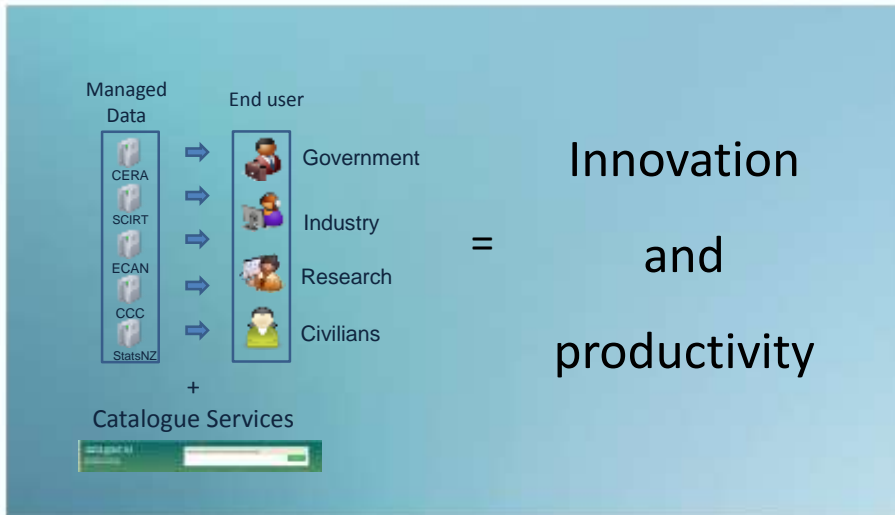 Managed
Data
End user
CERA
SCIRT
ECAN
CCC
StatsNZ
Government
Industry
Research
Civilians
+
Catalogue Services
=
Innovation
and
productivity